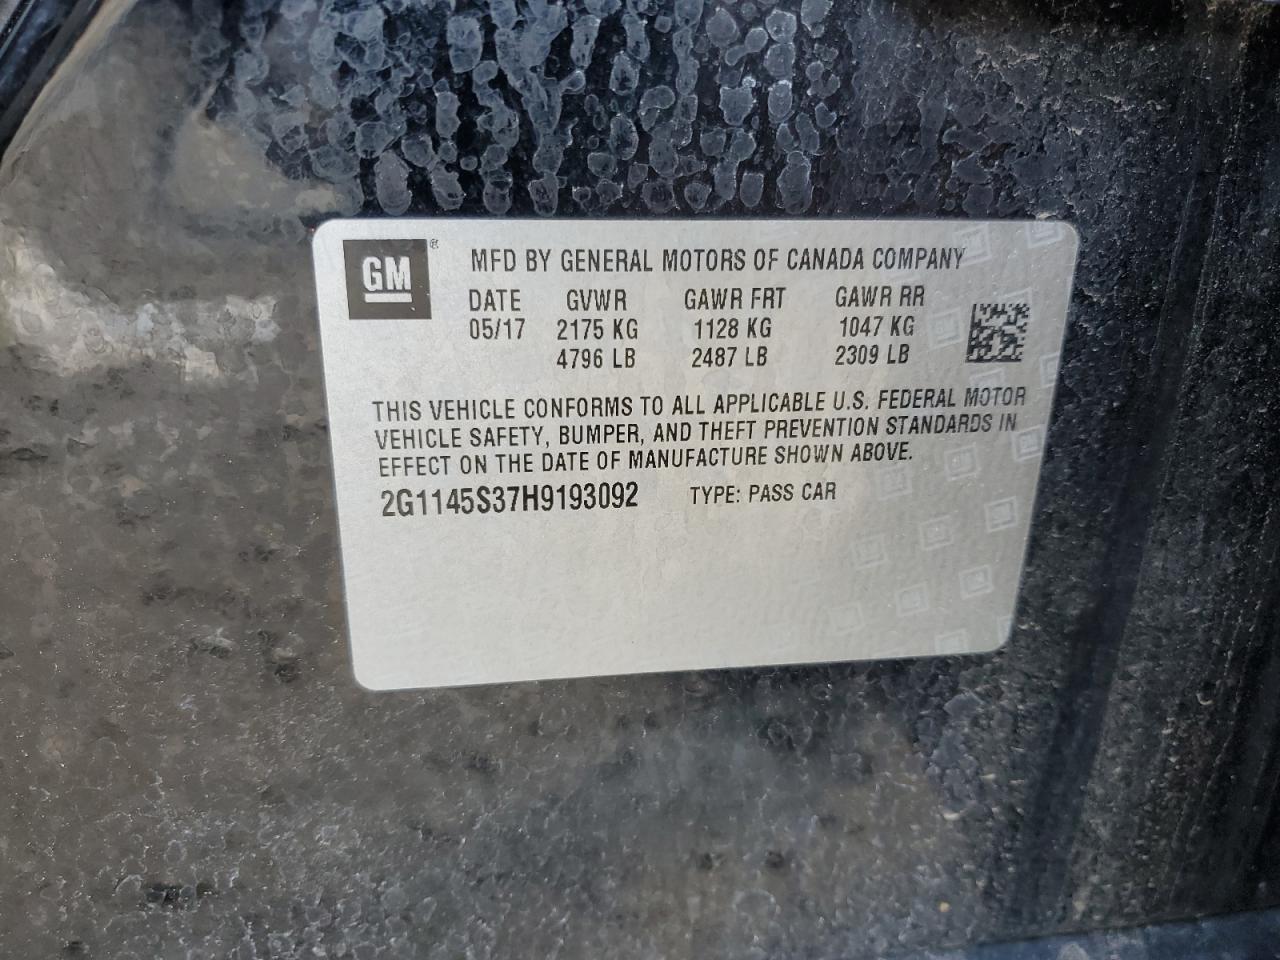 GM ®
MFD BY GENERAL MOTORS OF CANADA COMPANY
DATE GVWR GAWR FRT GAWR RR
05/17 2175 KG 1128 KG 1047 KG
4796 LB 2487 LB 2309 LB
THIS VEHICLE CONFORMS TO ALL APPLICABLE U.S. FEDERAL MOTOR
VEHICLE SAFETY, BUMPER, AND THEFT PREVENTION STANDARDS IN
EFFECT ON THE DATE OF MANUFACTURE SHOWN ABOVE.
2G1145S37H9193092 TYPE: PASS CAR